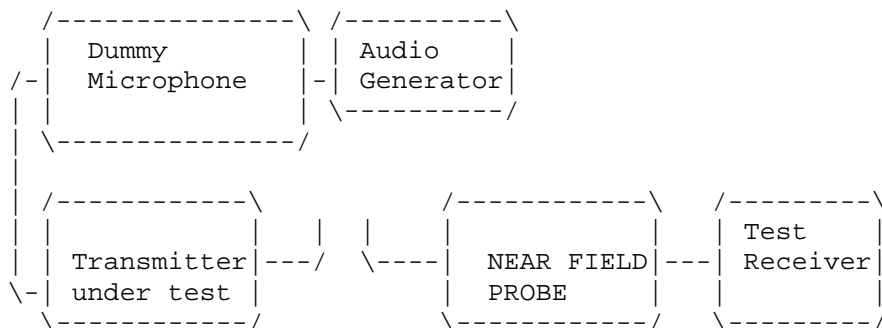 Dummy
Microphone
Audio
Generator
Transmitter
under test
NEAR FIELD
PROBE
Test
Receiver